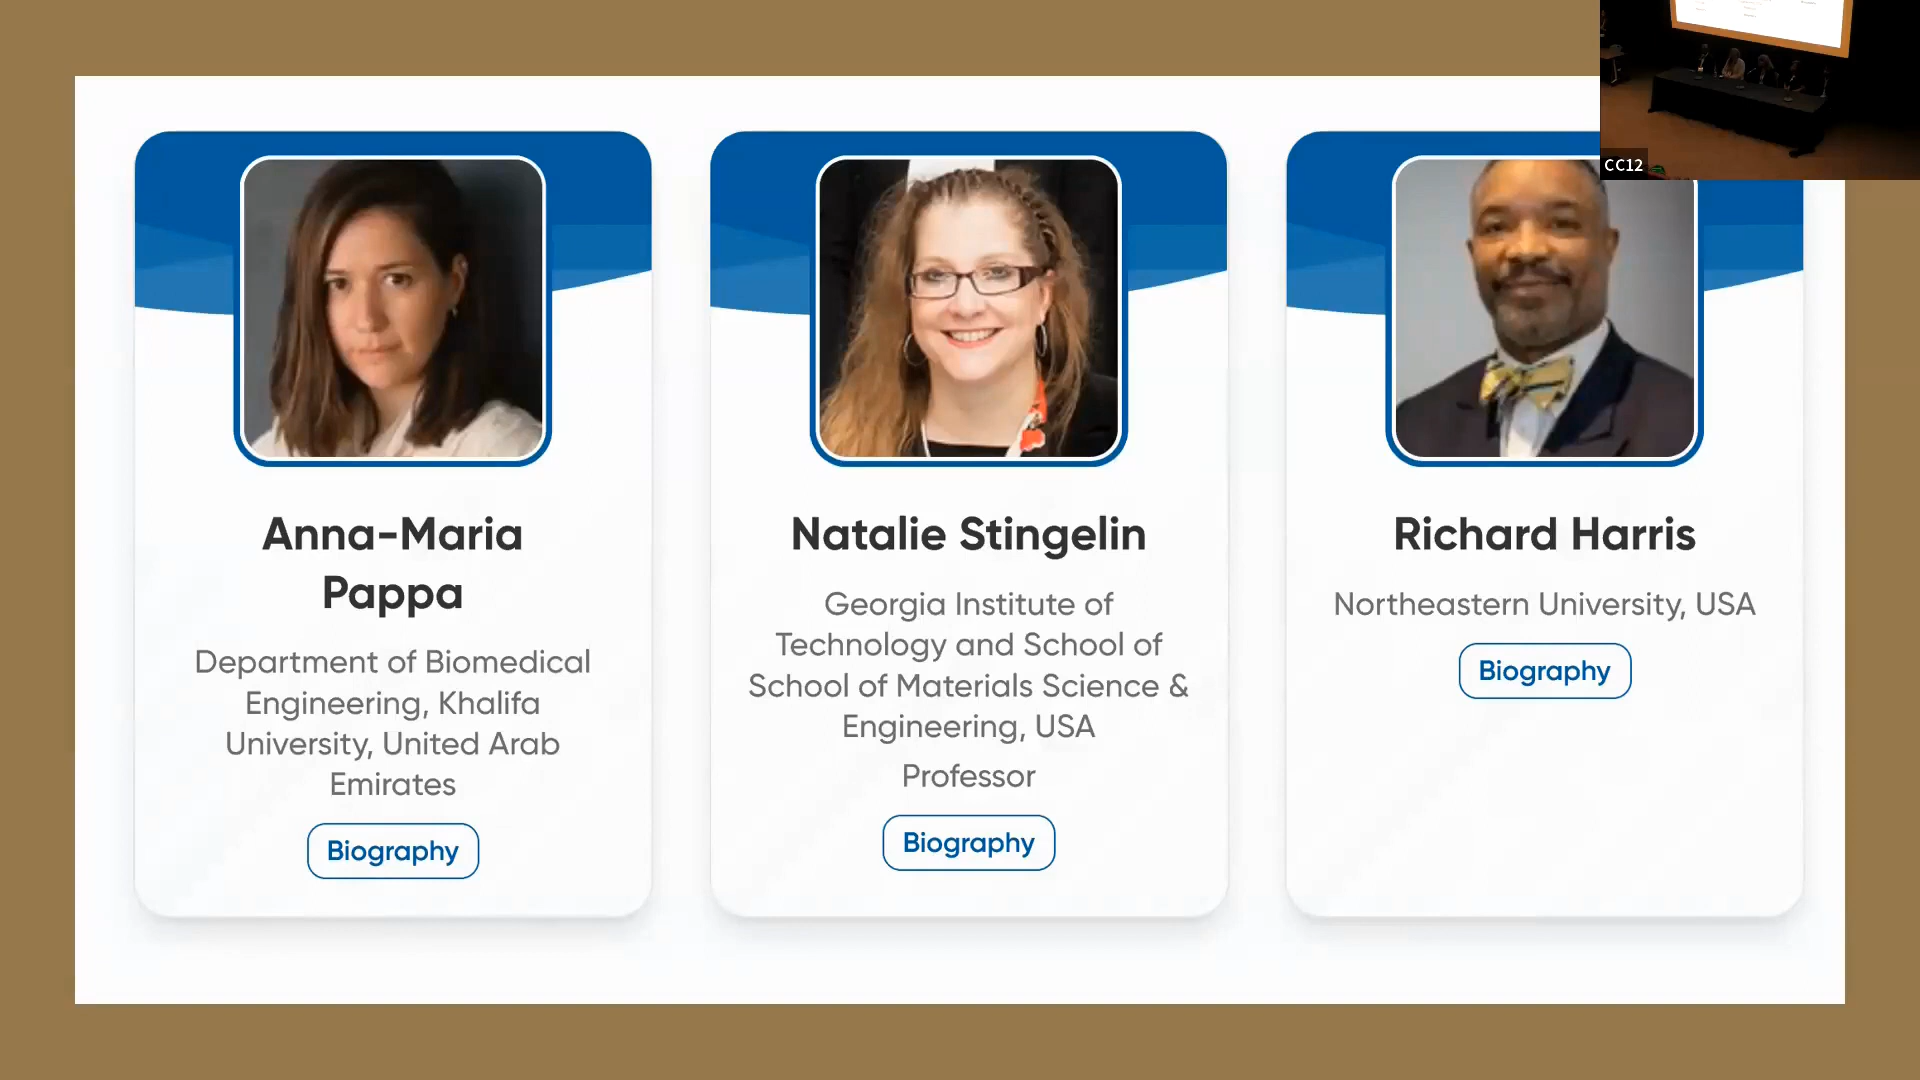 CC12
Anna-Maria
Pappa
Department of Biomedical
Engineering, Khalifa
University, United Arab
Emirates
Biography
Natalie Stingelin
Georgia Institute of
Technology and School of
School of Materials Science &
Engineering, USA
Professor
Biography
Richard Harris
Northeastern University, USA
Biography